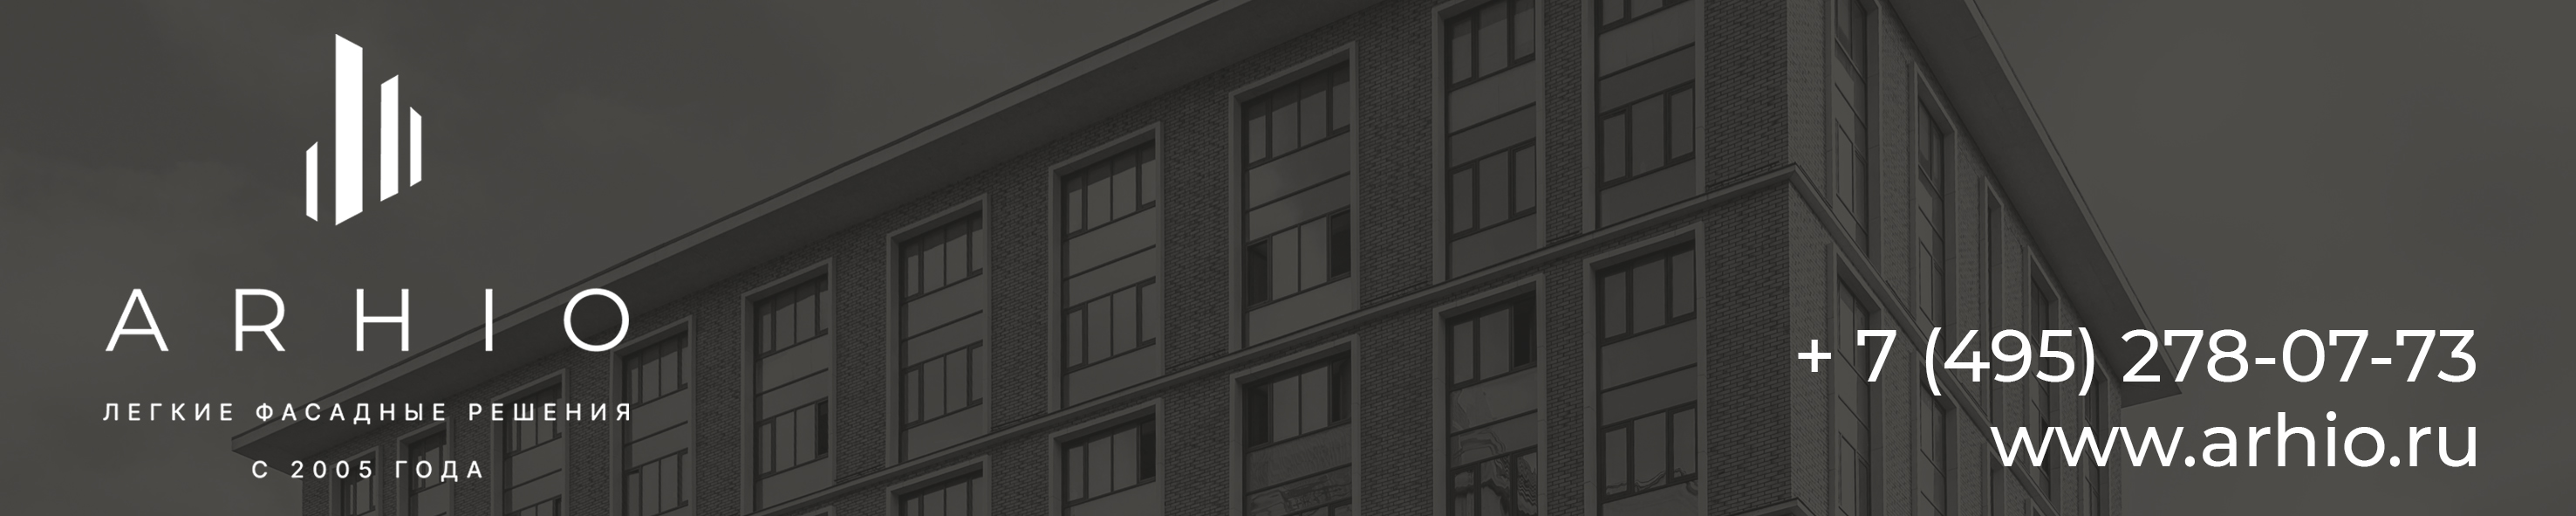 ARHIO
ЛЕГКИЕ ФАСАДНЫЕ РЕШЕНИЯ
С 2005 ГОДА
+ 7 (495) 278-07-73
www.arhio.ru